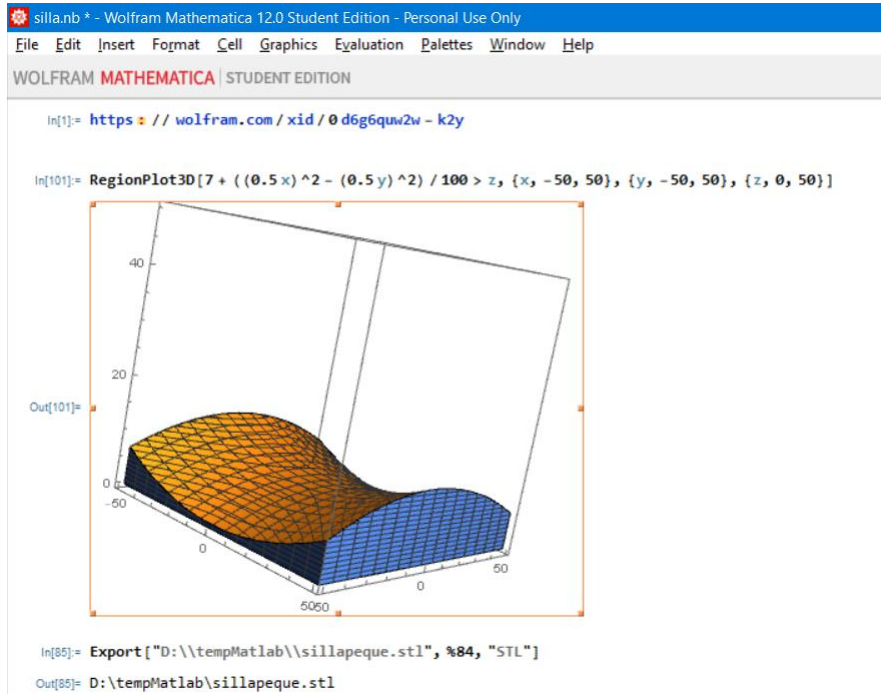 silla.nb * - Wolfram Mathematica 12.0 Student Edition - Personal Use Only
File Edit Insert Format Cell Graphics Evaluation Palettes Window Help
WOLFRAM MATHEMATICA STUDENT EDITION
In[1]:= https : // wolfram.com / xid / 0 d6g6quw2w - k2y
In[101]:= RegionPlot3D[7 + ((0.5 x) ^2 - (0.5 y) ^2) / 100 > z, {x, -50, 50}, {y, -50, 50}, {z, 0, 50}]
40
20
Out[101]=
0
-50
0
50
0
5050
In[85]:= Export["D:\\tempMatlab\\sillapeque.stl", %84, "STL"]
Out[85]= D:\tempMatlab\sillapeque.stl